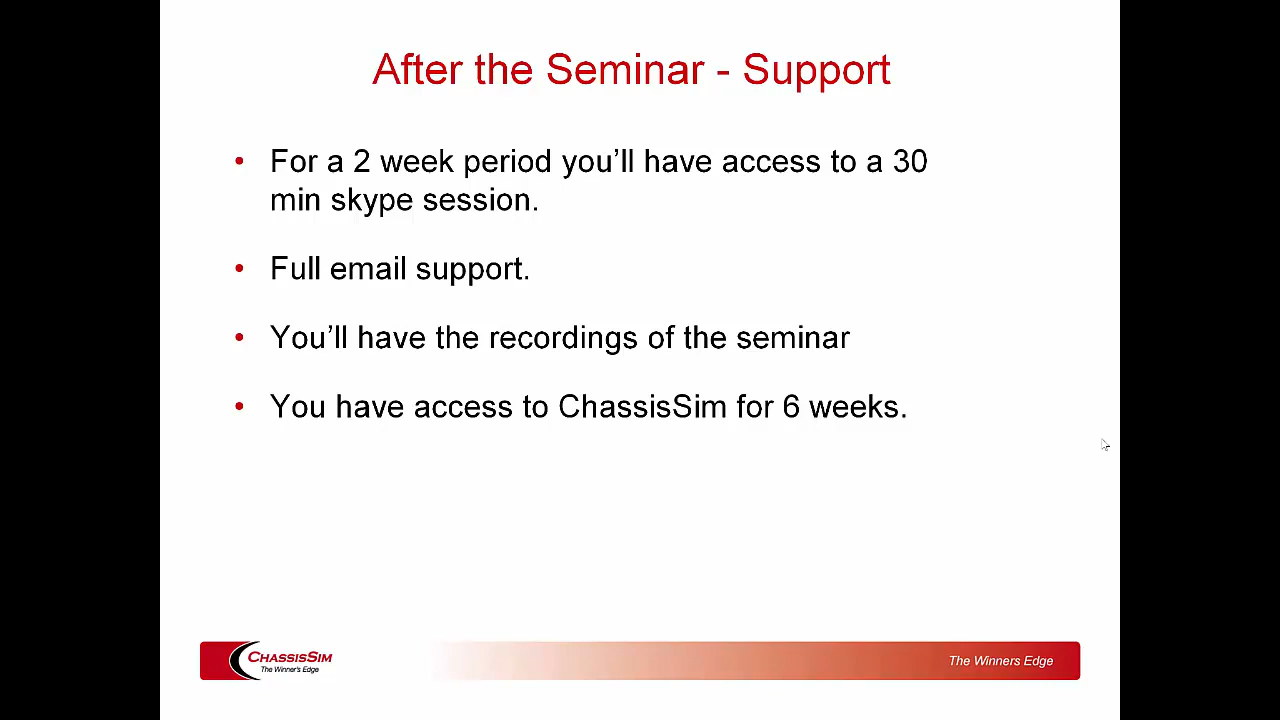 After the Seminar - Support
• For a 2 week period you’ll have access to a 30
min skype session.
• Full email support.
• You’ll have the recordings of the seminar
• You have access to ChassisSim for 6 weeks.
CHASSISSIM
The Winner's Edge
The Winners Edge